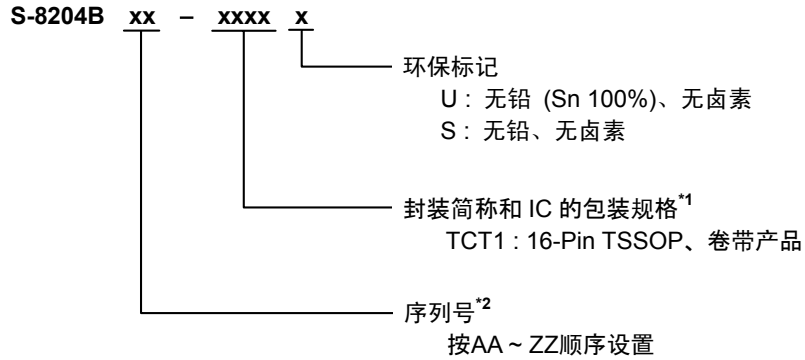 S-8204B xx – xxxx x
环保标记
U : 无铅 (Sn 100%)、无卤素
S : 无铅、无卤素
封装简称和 IC 的包装规格*1
TCT1 : 16-Pin TSSOP、卷带产品
序列号*2
按AA ~ ZZ顺序设置